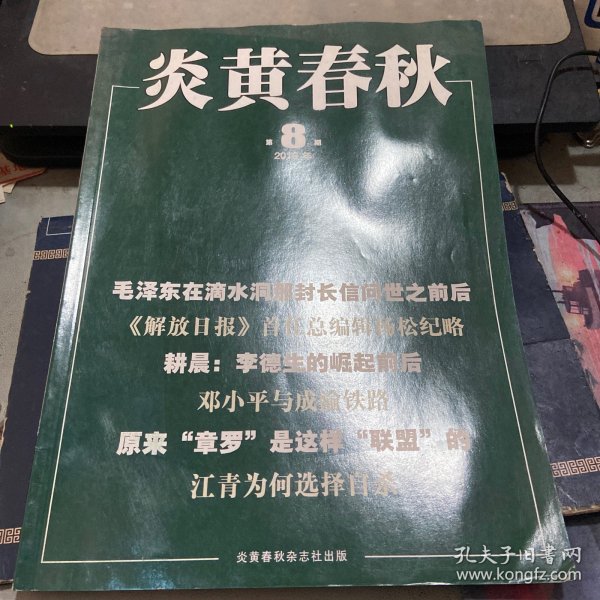 炎黄春秋
第8期
毛泽东在滴水洞那封长信问世之前后
《解放日报》首任总编辑杨松纪略
耕晨：李德生的崛起前后
邓小平与成渝铁路
原来“章罗”是这样“联盟”的
江青为何选择自杀
炎黄春秋杂志社出版
孔夫子旧书网
www.kongfz.com